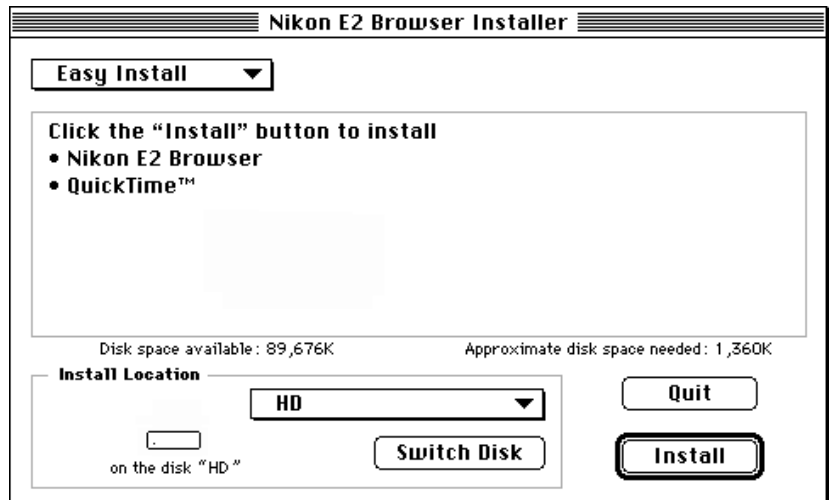 Nikon E2 Browser Installer
Easy Install
Click the “Install” button to install
• Nikon E2 Browser
• QuickTime™
Disk space available: 89,676K
Approximate disk space needed: 1,360K
Install Location
HD
Quit
on the disk “HD”
Switch Disk
Install